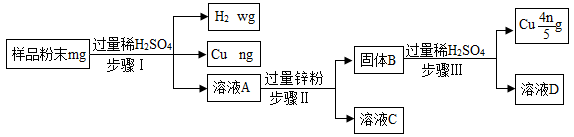 样品粉末mg
过量稀H₂SO₄
步骤Ⅰ
H₂ wg
Cu ng
溶液A
过量锌粉
步骤Ⅱ
固体B
溶液C
过量稀H₂SO₄
步骤Ⅲ
Cu 4n/5 g
溶液D